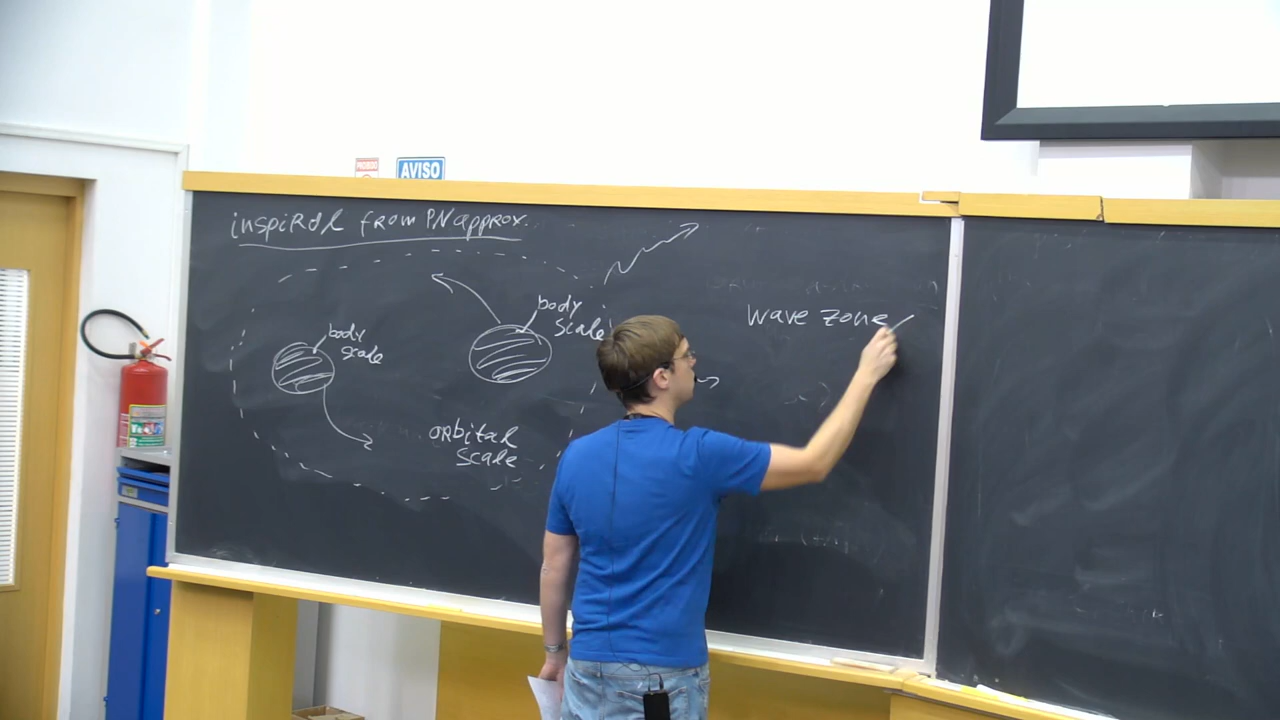 AVISO
inspiral from PN approx.
body
scale
body
scale
wave zone
orbital
scale